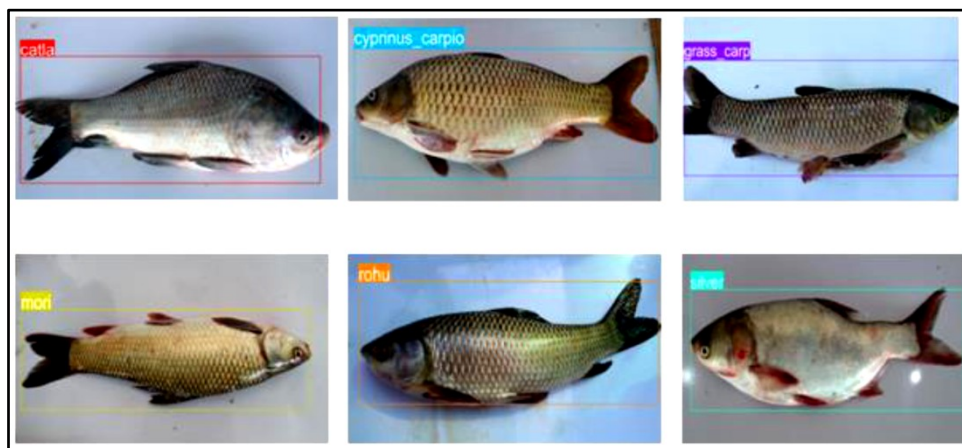 catla
cyprinus_carpio
grass_carp
mori
rohu
silver